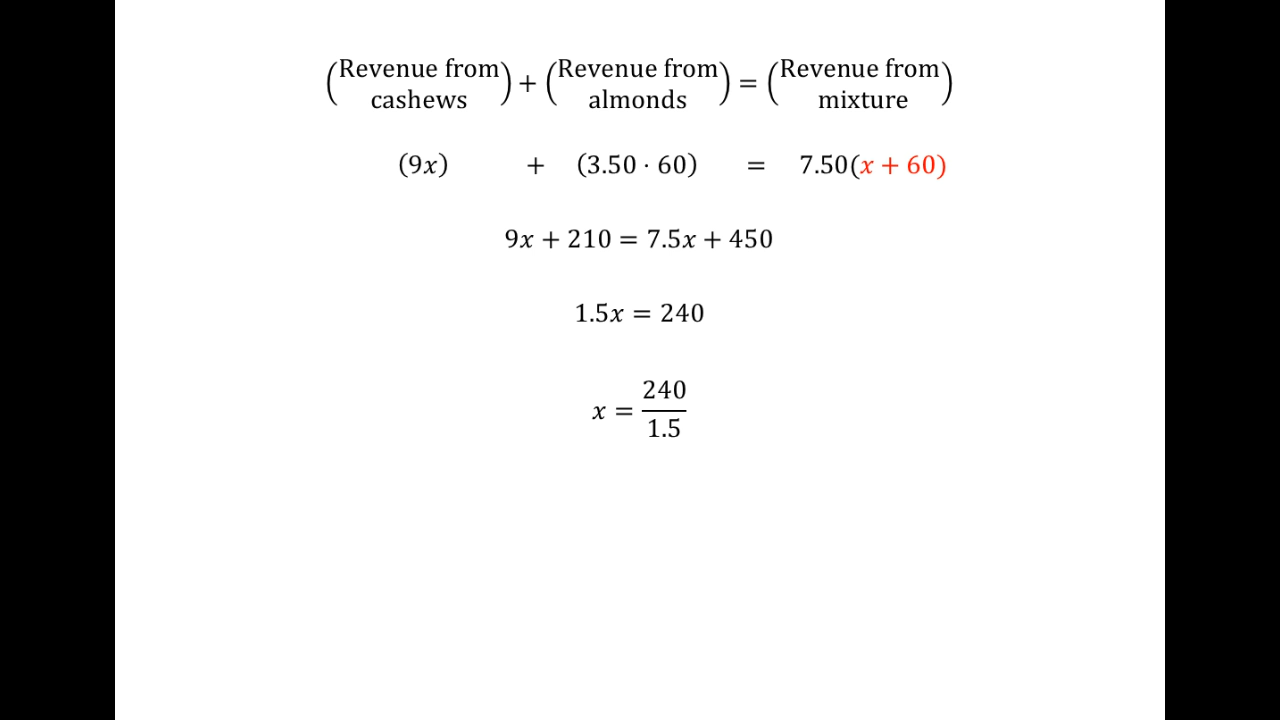 (Revenue from cashews) + (Revenue from almonds) = (Revenue from mixture)
(9x) + (3.50 · 60) = 7.50(x + 60)
9x + 210 = 7.5x + 450
1.5x = 240
x = 240/1.5